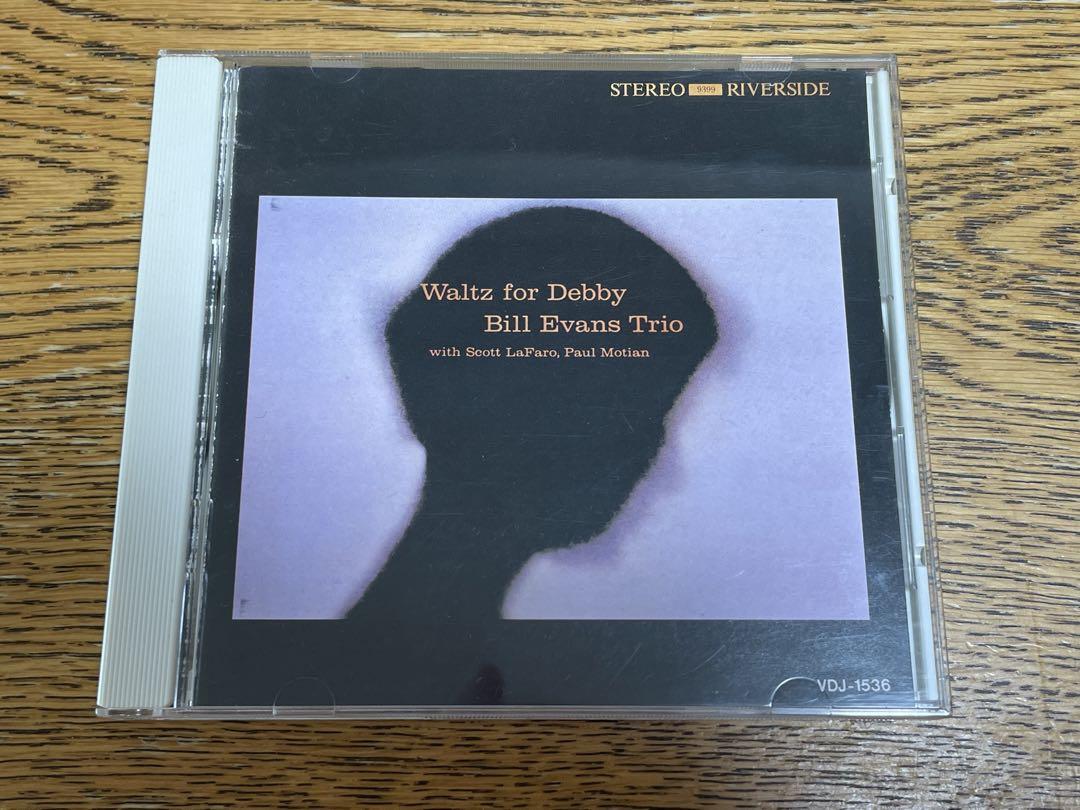 STEREO 9399 RIVERSIDE
Waltz for Debby
Bill Evans Trio
with Scott LaFaro, Paul Motian
VDJ-1536